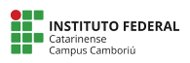 INSTITUTO FEDERAL
Catarinense
Campus Camboriú